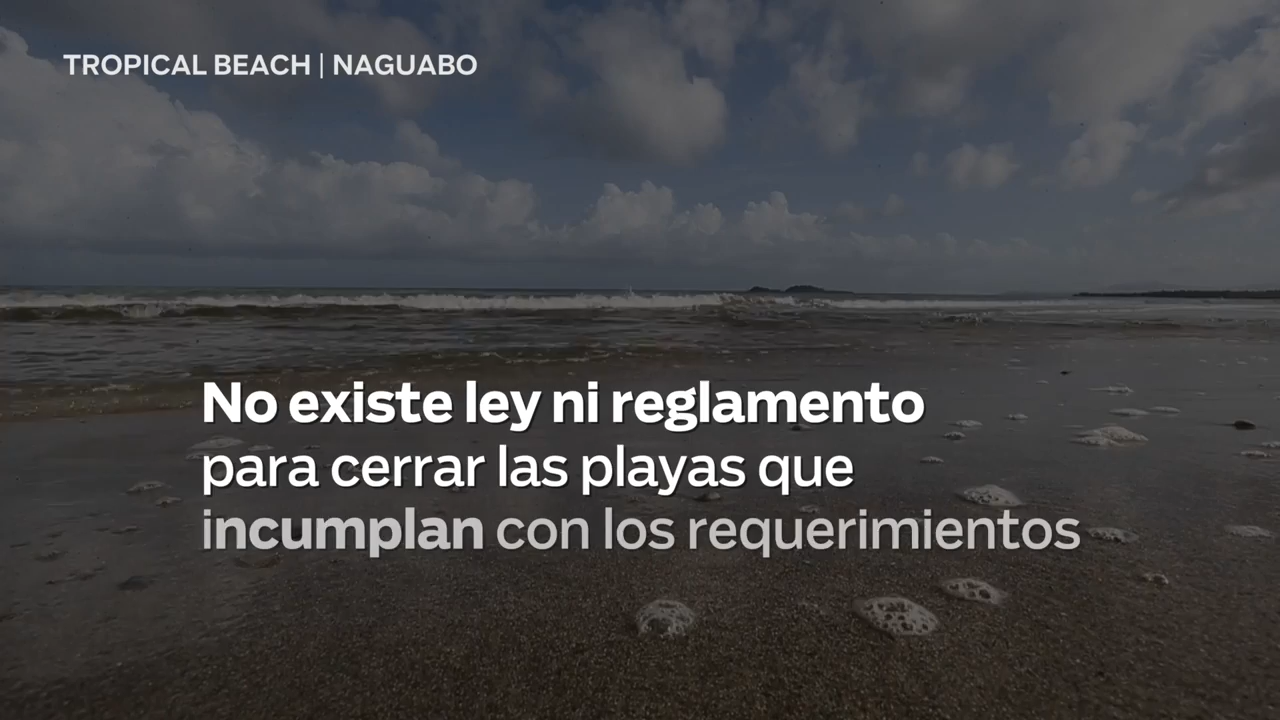 TROPICAL BEACH | NAGUABO
No existe ley ni reglamento
para cerrar las playas que
incumplan con los requerimientos